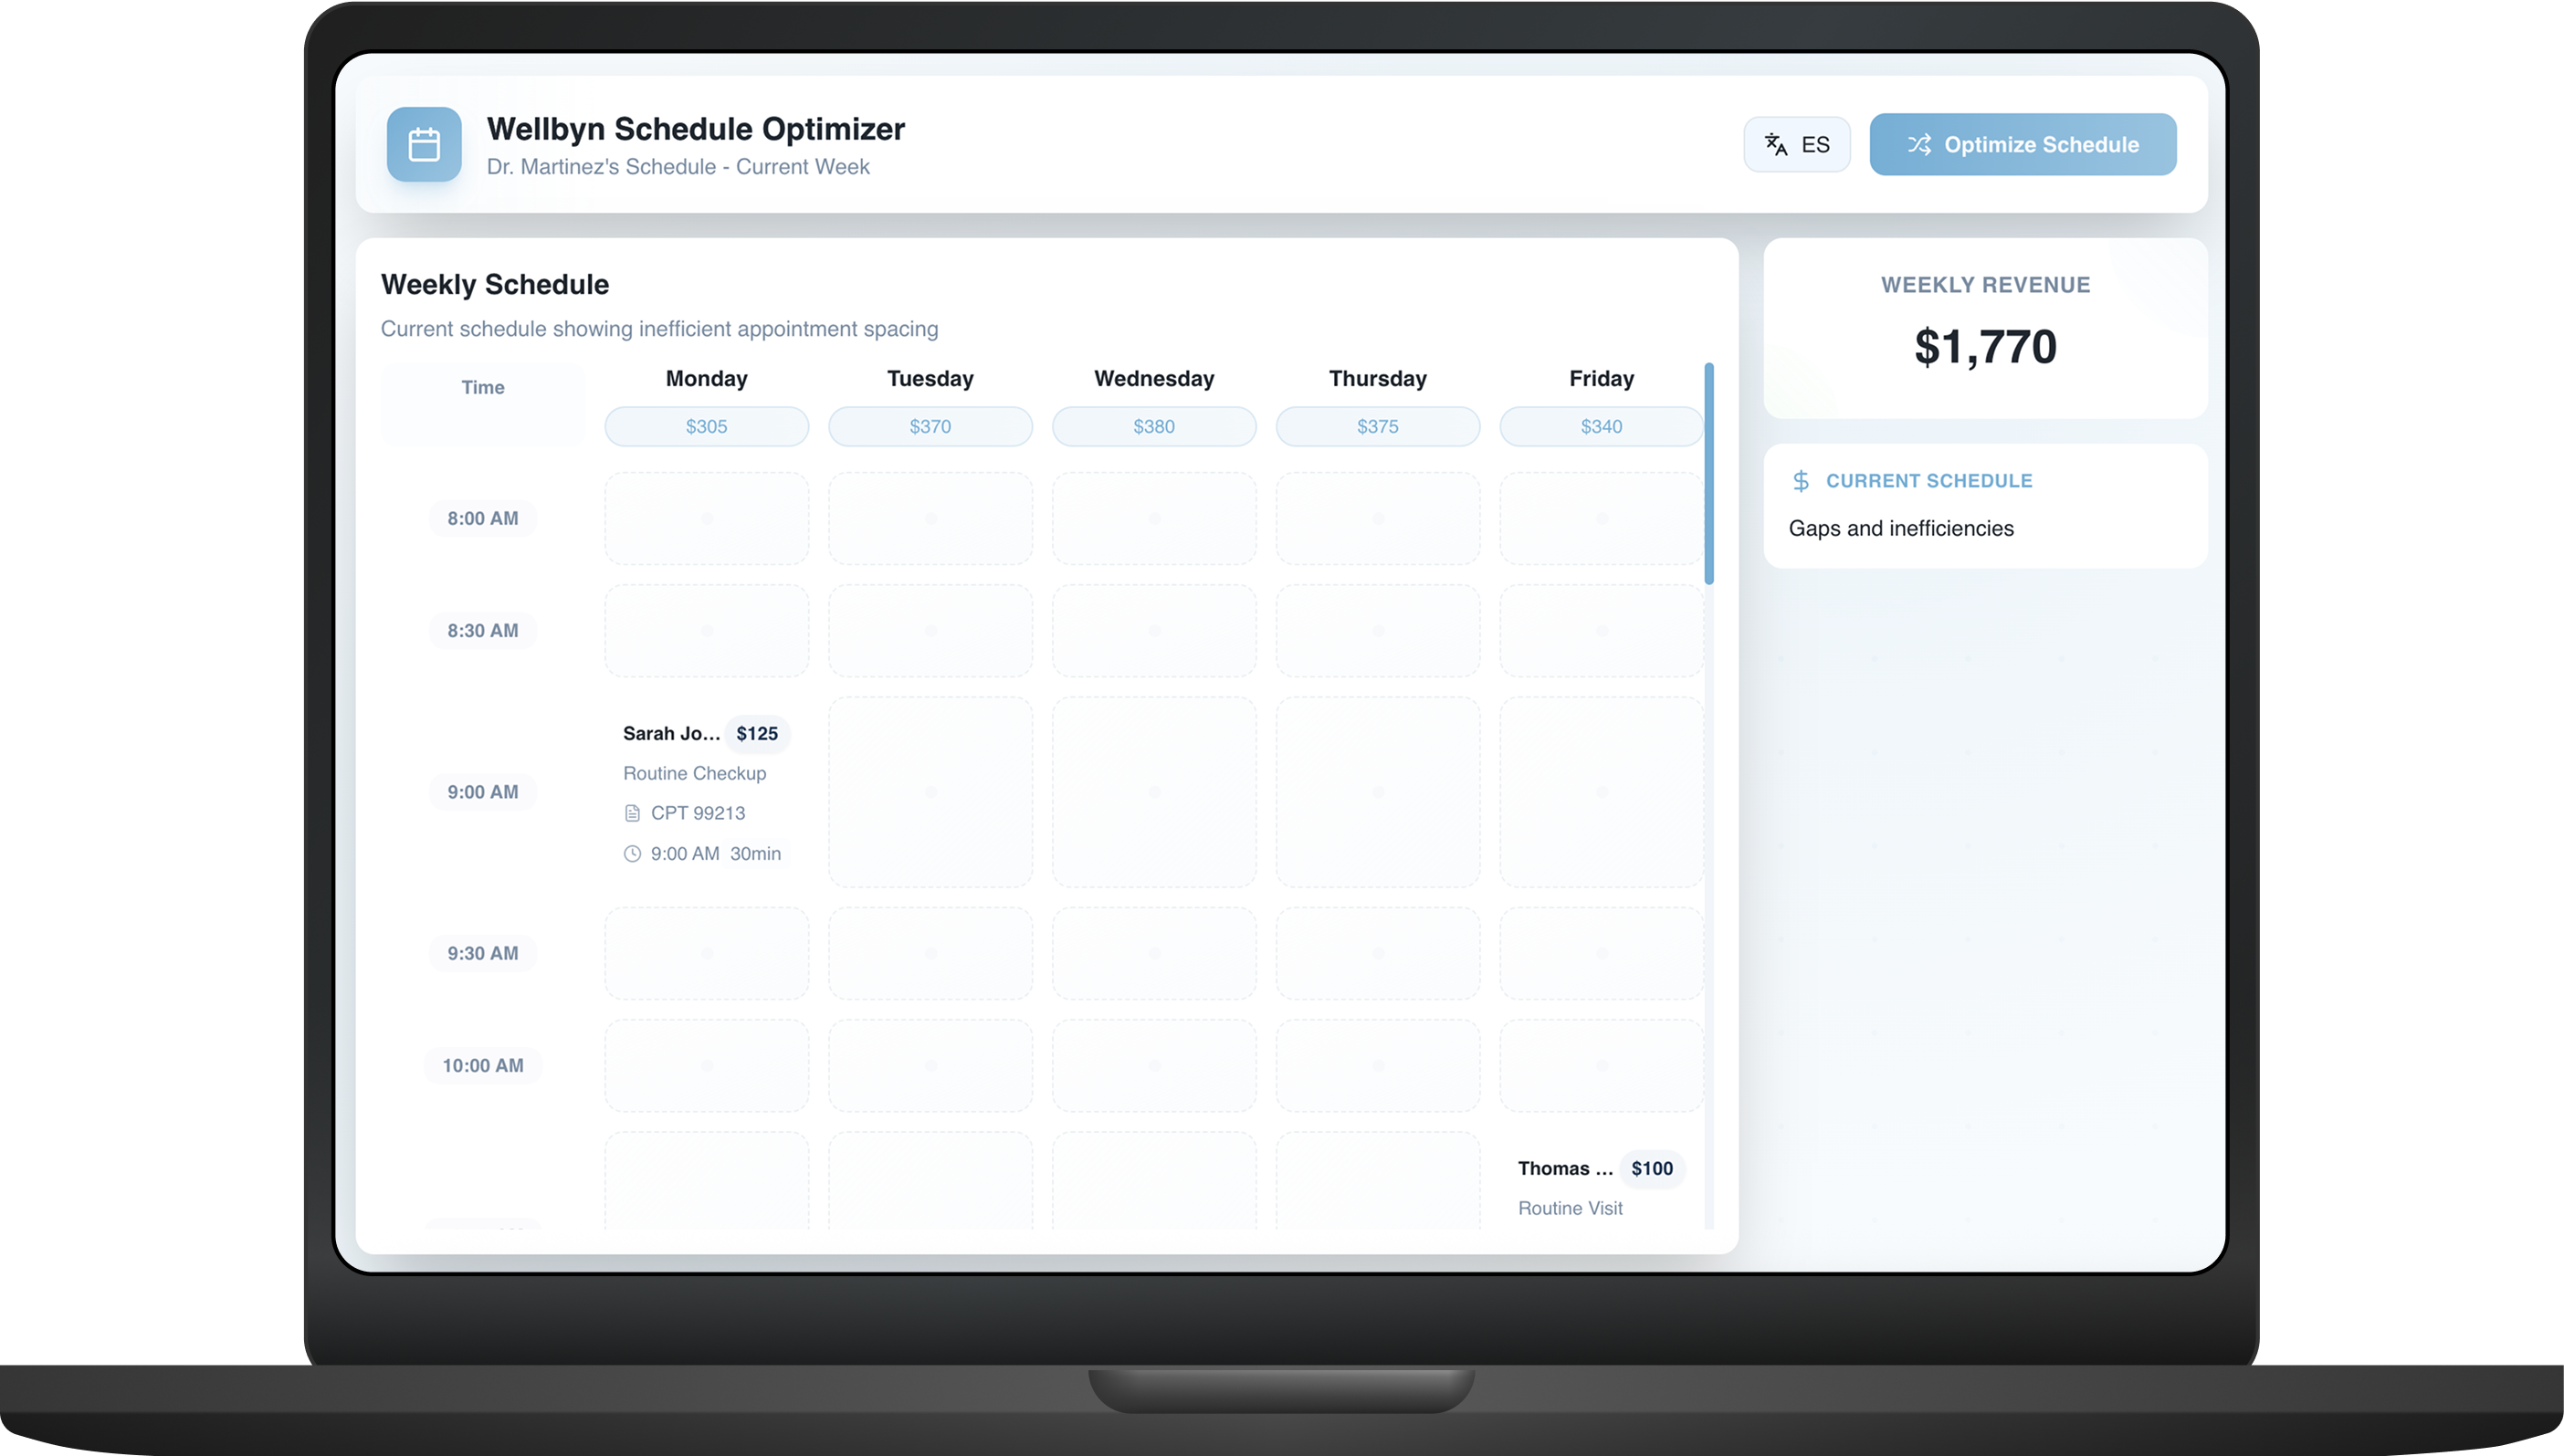 Wellbyn Schedule Optimizer
Dr. Martinez's Schedule - Current Week
ES
Optimize Schedule
Weekly Schedule
Current schedule showing inefficient appointment spacing
Time
Monday
Tuesday
Wednesday
Thursday
Friday
$305
$370
$380
$375
$340
8:00 AM
8:30 AM
9:00 AM
Sarah Jo... $125
Routine Checkup
CPT 99213
9:00 AM 30min
9:30 AM
10:00 AM
Thomas ... $100
Routine Visit
WEEKLY REVENUE
$1,770
CURRENT SCHEDULE
Gaps and inefficiencies